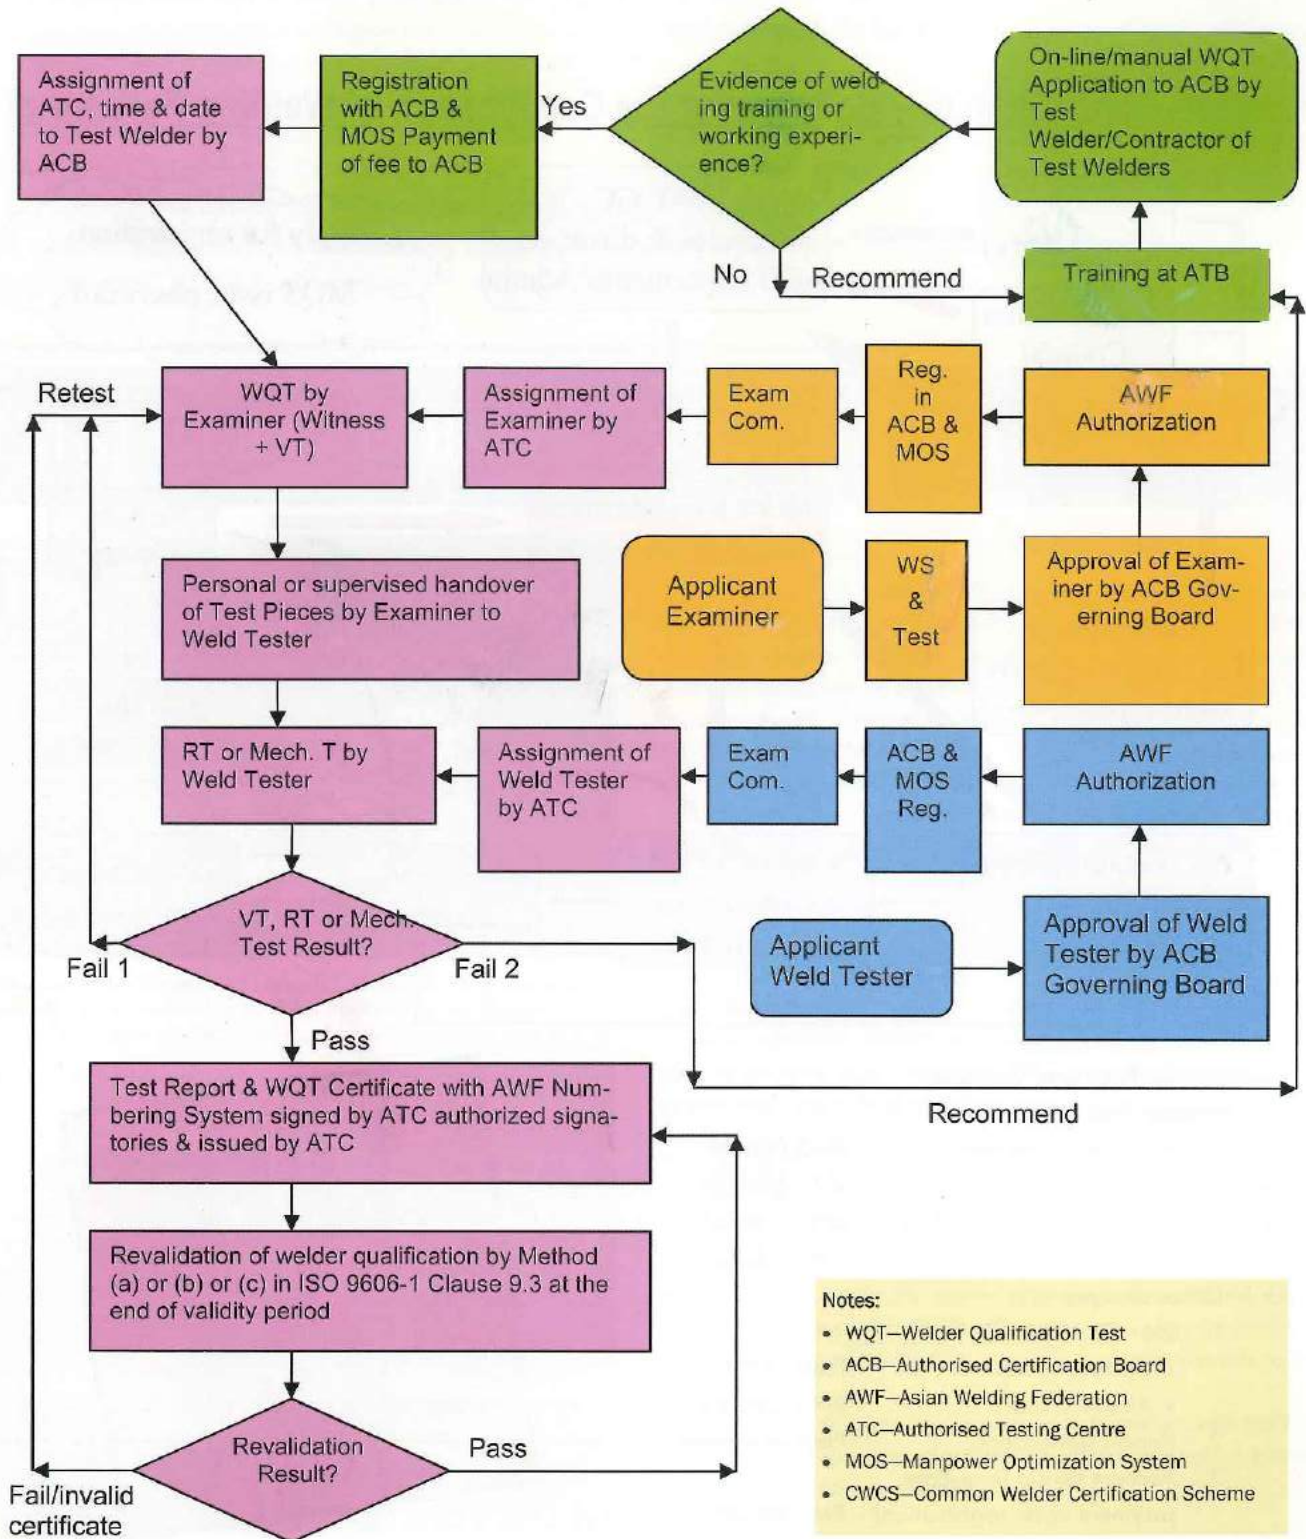 Assignment of
ATC, time & date
to Test Welder by
ACB
Registration
with ACB &
MOS Payment
of fee to ACB
Yes
Evidence of weld-
ing training or
working experi-
ence?
On-line/manual WQT
Application to ACB by
Test
Welder/Contractor of
Test Welders
No
Recommend
Training at ATB
Retest
WQT by
Examiner (Witness
+ VT)
Assignment of
Examiner by
ATC
Exam
Com.
Reg.
in
ACB &
MOS
AWF
Authorization
Personal or supervised handover
of Test Pieces by Examiner to
Weld Tester
Applicant
Examiner
WS
&
Test
Approval of Exam-
iner by ACB Gov-
erning Board
RT or Mech. T by
Weld Tester
Assignment of
Weld Tester
by ATC
Exam
Com.
ACB &
MOS
Reg.
AWF
Authorization
VT, RT or Mech.
Test Result?
Fail 1
Fail 2
Applicant
Weld Tester
Approval of Weld
Tester by ACB
Governing Board
Pass
Recommend
Test Report & WQT Certificate with AWF Num-
bering System signed by ATC authorized signa-
tories & issued by ATC
Revalidation of welder qualification by Method
(a) or (b) or (c) in ISO 9606-1 Clause 9.3 at the
end of validity period
Revalidation
Result?
Pass
Fail/invalid
certificate
Notes:
• WQT—Welder Qualification Test
• ACB—Authorised Certification Board
• AWF—Asian Welding Federation
• ATC—Authorised Testing Centre
• MOS—Manpower Optimization System
• CWCS—Common Welder Certification Scheme